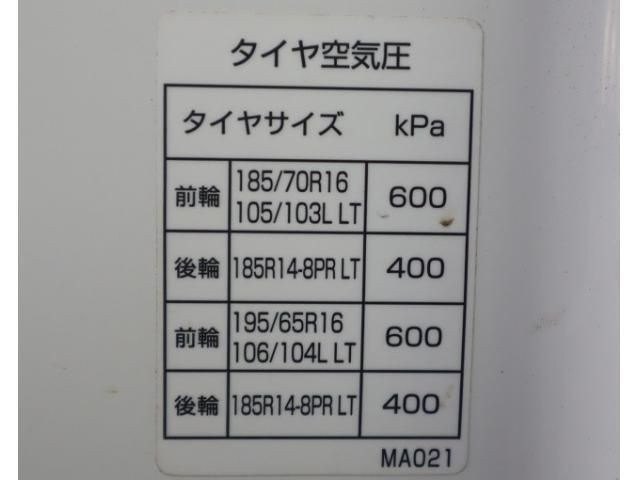 タイヤ空気圧
タイヤサイズ kPa
前輪 185/70R16 105/103L LT 600
後輪 185R14-8PR LT 400
前輪 195/65R16 106/104L LT 600
後輪 185R14-8PR LT 400
MA021